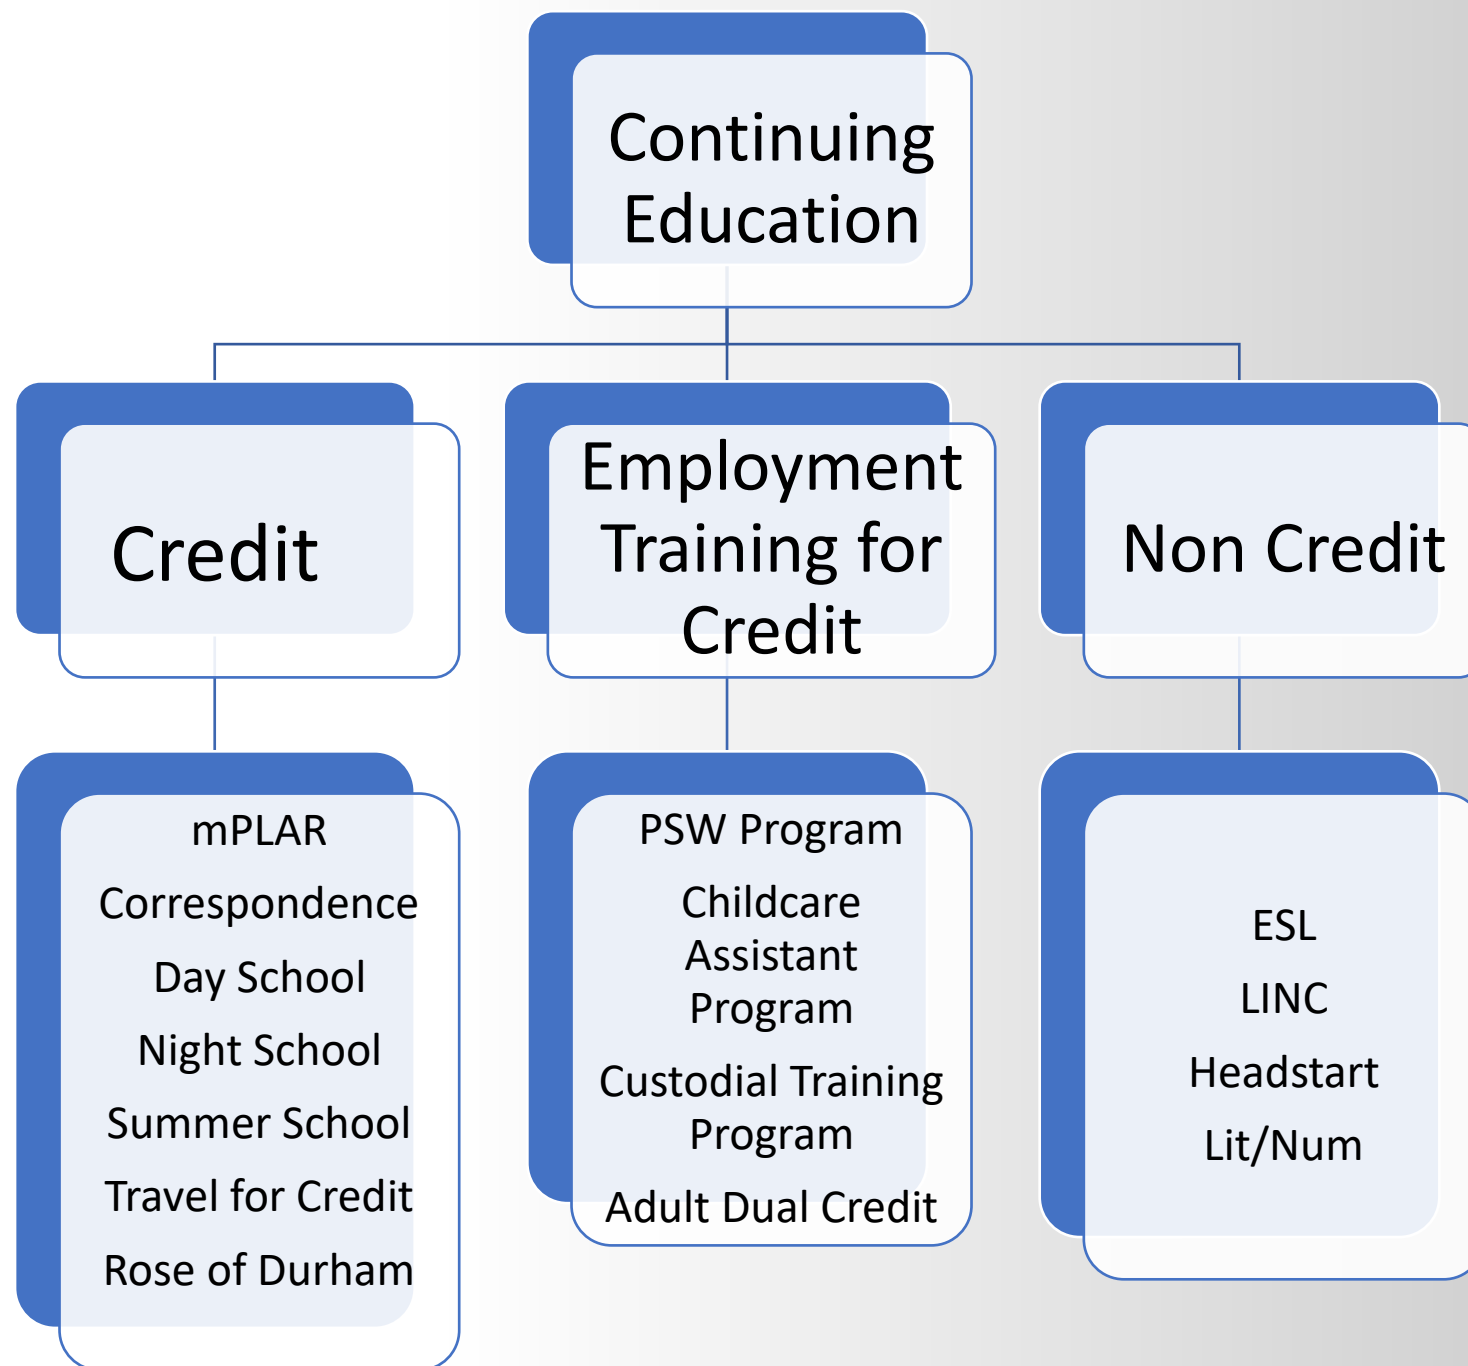 Continuing
Education
Credit
Employment
Training for
Credit
Non Credit
mPLAR
Correspondence
Day School
Night School
Summer School
Travel for Credit
Rose of Durham
PSW Program
Childcare
Assistant
Program
Custodial Training
Program
Adult Dual Credit
ESL
LINC
Headstart
Lit/Num